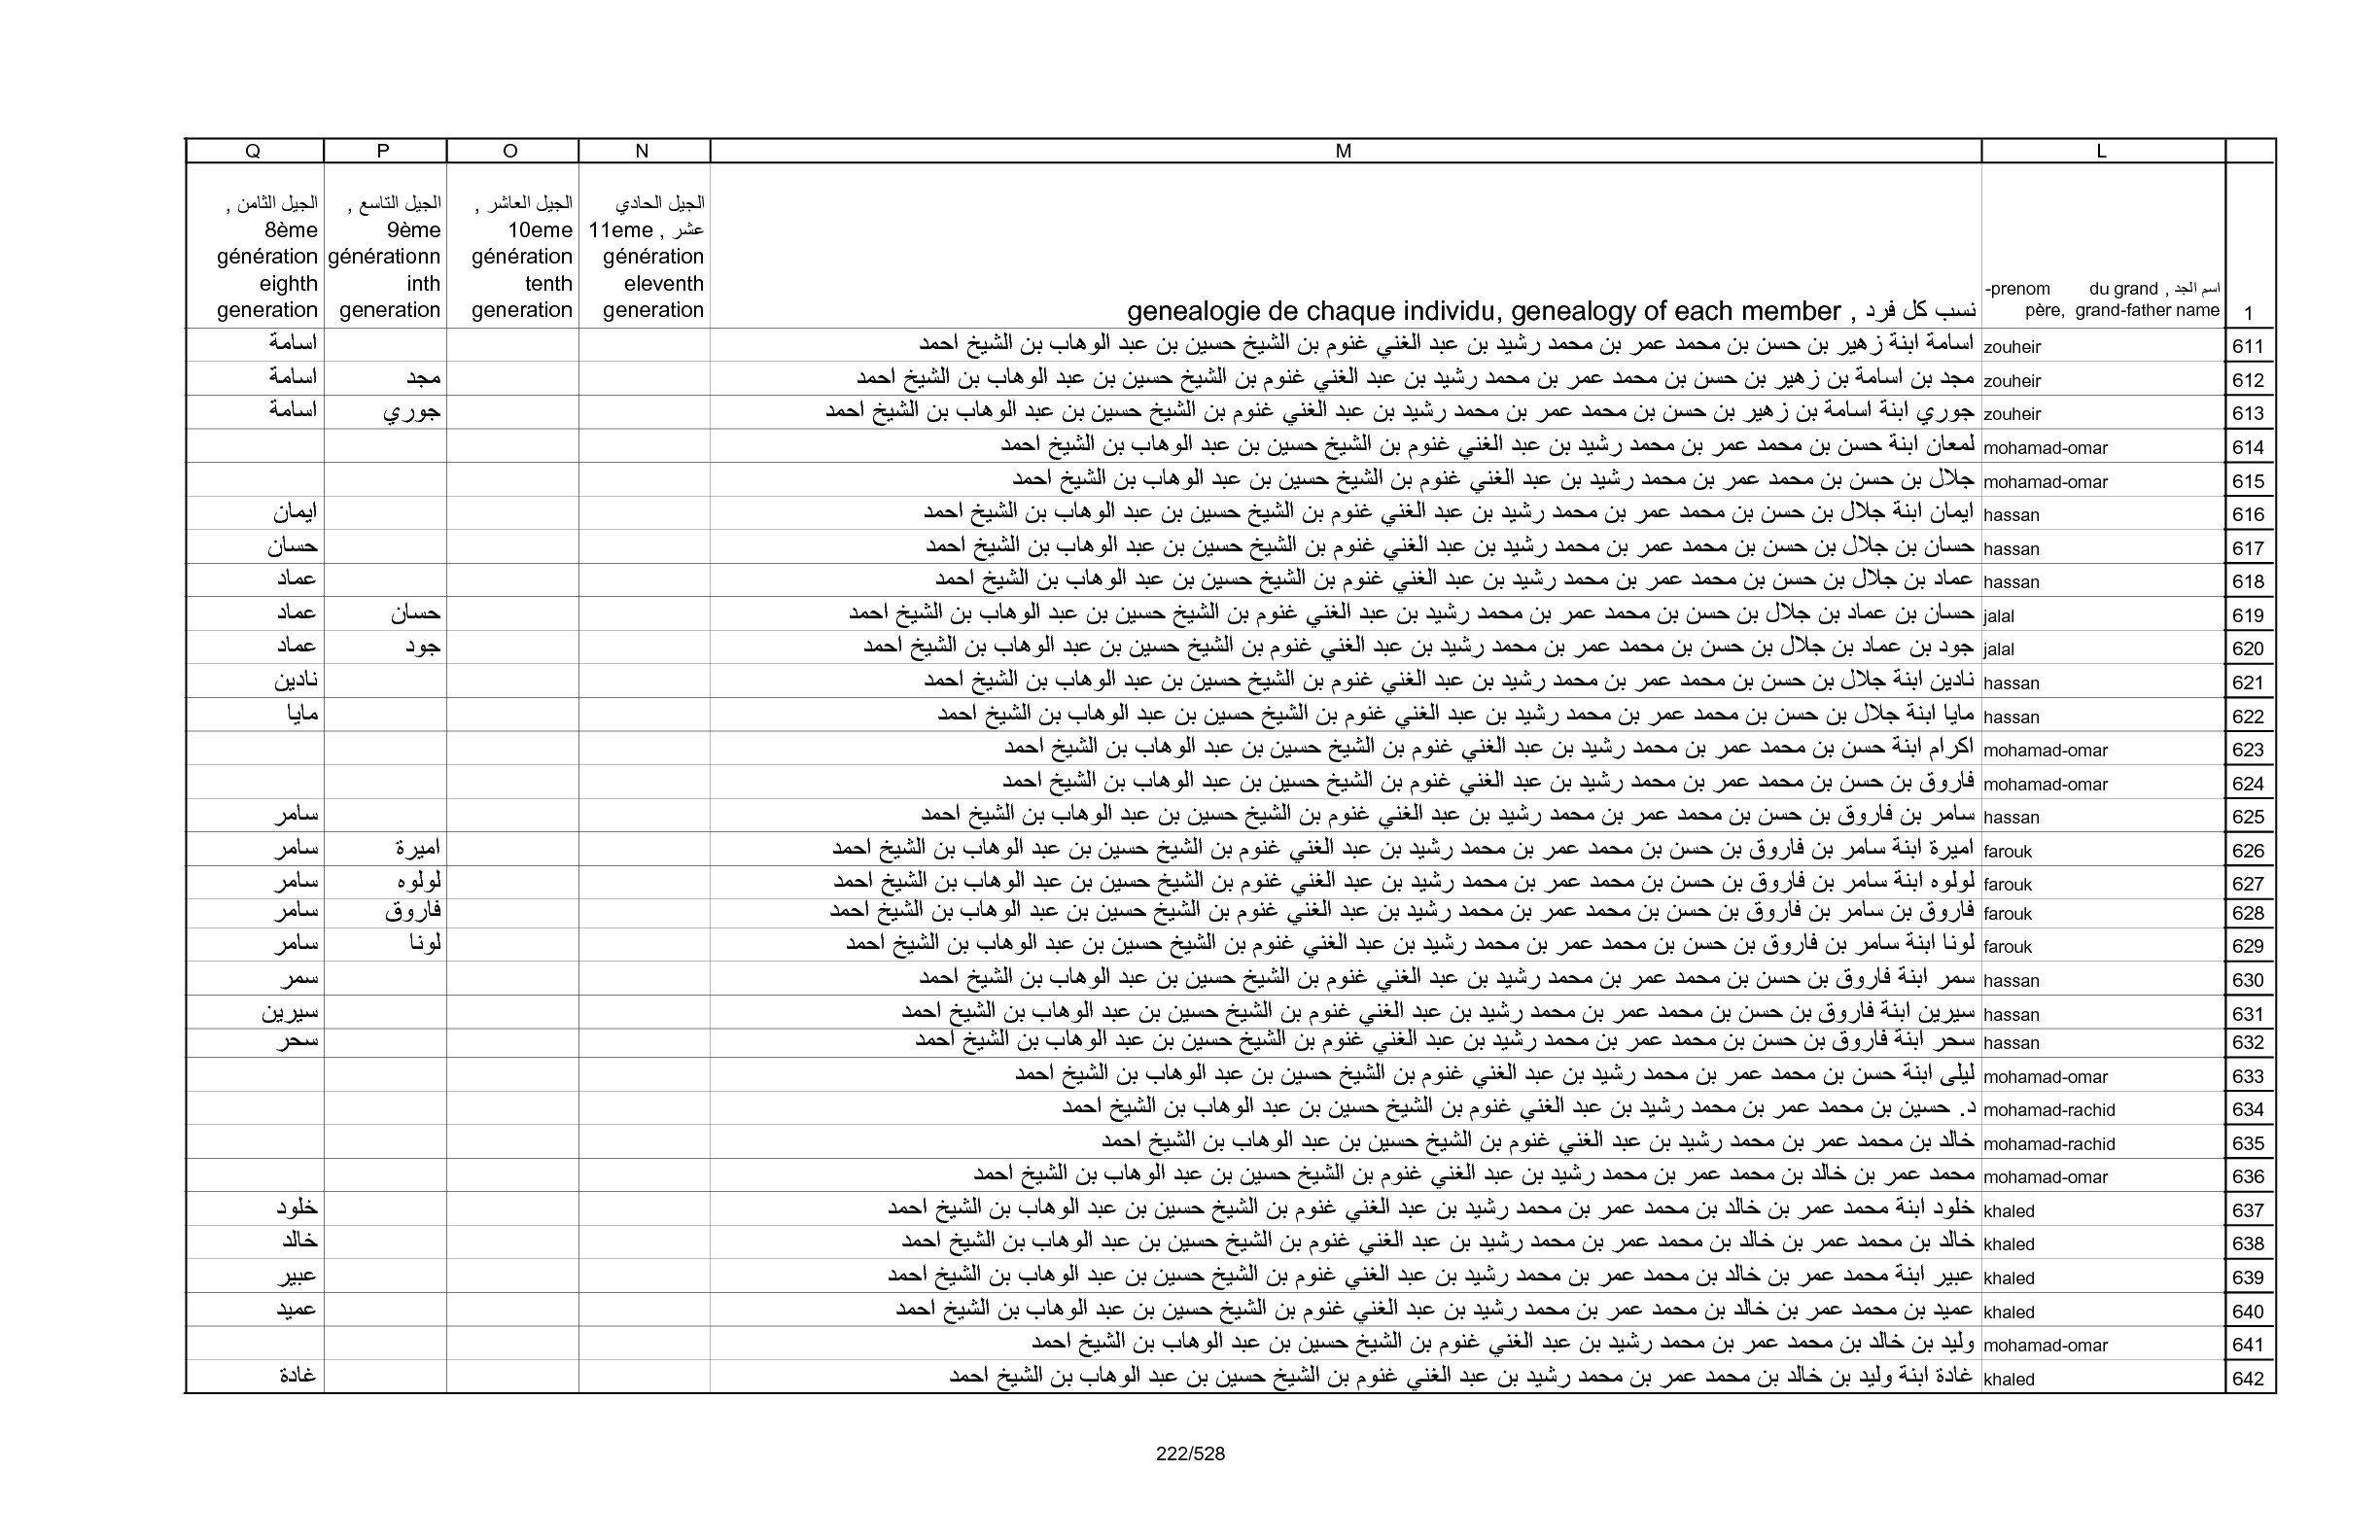 L M N O P Q
1 اسم الجد , du grand -prenom père, grand-father name نسب كل فرد , genealogie de chaque individu, genealogy of each member الجيل الحادي عشر , 11eme génération eleventh generation الجيل العاشر , 10eme génération tenth generation الجيل التاسع , 9ème générationn inth generation الجيل الثامن , 8ème génération eighth generation
611 zouheir اسامة ابنة زهير بن حسن بن محمد عمر بن محمد رشيد بن عبد الغني غنوم بن الشيخ حسين بن عبد الوهاب بن الشيخ احمد اسامة
612 zouheir مجد بن اسامة بن زهير بن حسن بن محمد عمر بن محمد رشيد بن عبد الغني غنوم بن الشيخ حسين بن عبد الوهاب بن الشيخ احمد مجد اسامة
613 zouheir جوري ابنة اسامة بن زهير بن حسن بن محمد عمر بن محمد رشيد بن عبد الغني غنوم بن الشيخ حسين بن عبد الوهاب بن الشيخ احمد جوري اسامة
614 mohamad-omar لمعان ابنة حسن بن محمد عمر بن محمد رشيد بن عبد الغني غنوم بن الشيخ حسين بن عبد الوهاب بن الشيخ احمد
615 mohamad-omar جلال بن حسن بن محمد عمر بن محمد رشيد بن عبد الغني غنوم بن الشيخ حسين بن عبد الوهاب بن الشيخ احمد
616 hassan ايمان ابنة جلال بن حسن بن محمد عمر بن محمد رشيد بن عبد الغني غنوم بن الشيخ حسين بن عبد الوهاب بن الشيخ احمد ايمان
617 hassan حسان بن جلال بن حسن بن محمد عمر بن محمد رشيد بن عبد الغني غنوم بن الشيخ حسين بن عبد الوهاب بن الشيخ احمد حسان
618 hassan عماد بن جلال بن حسن بن محمد عمر بن محمد رشيد بن عبد الغني غنوم بن الشيخ حسين بن عبد الوهاب بن الشيخ احمد عماد
619 jalal حسان بن عماد بن جلال بن حسن بن محمد عمر بن محمد رشيد بن عبد الغني غنوم بن الشيخ حسين بن عبد الوهاب بن الشيخ احمد حسان عماد
620 jalal جود بن عماد بن جلال بن حسن بن محمد عمر بن محمد رشيد بن عبد الغني غنوم بن الشيخ حسين بن عبد الوهاب بن الشيخ احمد جود عماد
621 hassan نادين ابنة جلال بن حسن بن محمد عمر بن محمد رشيد بن عبد الغني غنوم بن الشيخ حسين بن عبد الوهاب بن الشيخ احمد نادين
622 hassan مايا ابنة جلال بن حسن بن محمد عمر بن محمد رشيد بن عبد الغني غنوم بن الشيخ حسين بن عبد الوهاب بن الشيخ احمد مايا
623 mohamad-omar اكرام ابنة حسن بن محمد عمر بن محمد رشيد بن عبد الغني غنوم بن الشيخ حسين بن عبد الوهاب بن الشيخ احمد
624 mohamad-omar فاروق بن حسن بن محمد عمر بن محمد رشيد بن عبد الغني غنوم بن الشيخ حسين بن عبد الوهاب بن الشيخ احمد
625 hassan سامر بن فاروق بن حسن بن محمد عمر بن محمد رشيد بن عبد الغني غنوم بن الشيخ حسين بن عبد الوهاب بن الشيخ احمد سامر
626 farouk اميرة ابنة سامر بن فاروق بن حسن بن محمد عمر بن محمد رشيد بن عبد الغني غنوم بن الشيخ حسين بن عبد الوهاب بن الشيخ احمد اميرة سامر
627 farouk لولوه ابنة سامر بن فاروق بن حسن بن محمد عمر بن محمد رشيد بن عبد الغني غنوم بن الشيخ حسين بن عبد الوهاب بن الشيخ احمد لولوه سامر
628 farouk فاروق بن سامر بن فاروق بن حسن بن محمد عمر بن محمد رشيد بن عبد الغني غنوم بن الشيخ حسين بن عبد الوهاب بن الشيخ احمد فاروق سامر
629 farouk لونا ابنة سامر بن فاروق بن حسن بن محمد عمر بن محمد رشيد بن عبد الغني غنوم بن الشيخ حسين بن عبد الوهاب بن الشيخ احمد لونا سامر
630 hassan سمر ابنة فاروق بن حسن بن محمد عمر بن محمد رشيد بن عبد الغني غنوم بن الشيخ حسين بن عبد الوهاب بن الشيخ احمد سمر
631 hassan سيرين ابنة فاروق بن حسن بن محمد عمر بن محمد رشيد بن عبد الغني غنوم بن الشيخ حسين بن عبد الوهاب بن الشيخ احمد سيرين
632 hassan سحر ابنة فاروق بن حسن بن محمد عمر بن محمد رشيد بن عبد الغني غنوم بن الشيخ حسين بن عبد الوهاب بن الشيخ احمد سحر
633 mohamad-omar ليلى ابنة حسن بن محمد عمر بن محمد رشيد بن عبد الغني غنوم بن الشيخ حسين بن عبد الوهاب بن الشيخ احمد
634 mohamad-rachid د. حسين بن محمد عمر بن محمد رشيد بن عبد الغني غنوم بن الشيخ حسين بن عبد الوهاب بن الشيخ احمد
635 mohamad-rachid خالد بن محمد عمر بن محمد رشيد بن عبد الغني غنوم بن الشيخ حسين بن عبد الوهاب بن الشيخ احمد
636 mohamad-omar محمد عمر بن خالد بن محمد عمر بن محمد رشيد بن عبد الغني غنوم بن الشيخ حسين بن عبد الوهاب بن الشيخ احمد
637 khaled خلود ابنة محمد عمر بن خالد بن محمد عمر بن محمد رشيد بن عبد الغني غنوم بن الشيخ حسين بن عبد الوهاب بن الشيخ احمد خلود
638 khaled خالد بن محمد عمر بن خالد بن محمد عمر بن محمد رشيد بن عبد الغني غنوم بن الشيخ حسين بن عبد الوهاب بن الشيخ احمد خالد
639 khaled عبير ابنة محمد عمر بن خالد بن محمد عمر بن محمد رشيد بن عبد الغني غنوم بن الشيخ حسين بن عبد الوهاب بن الشيخ احمد عبير
640 khaled عميد بن محمد عمر بن خالد بن محمد عمر بن محمد رشيد بن عبد الغني غنوم بن الشيخ حسين بن عبد الوهاب بن الشيخ احمد عميد
641 mohamad-omar وليد بن خالد بن محمد عمر بن محمد رشيد بن عبد الغني غنوم بن الشيخ حسين بن عبد الوهاب بن الشيخ احمد
642 khaled غادة ابنة وليد بن خالد بن محمد عمر بن محمد رشيد بن عبد الغني غنوم بن الشيخ حسين بن عبد الوهاب بن الشيخ احمد غادة
222/528